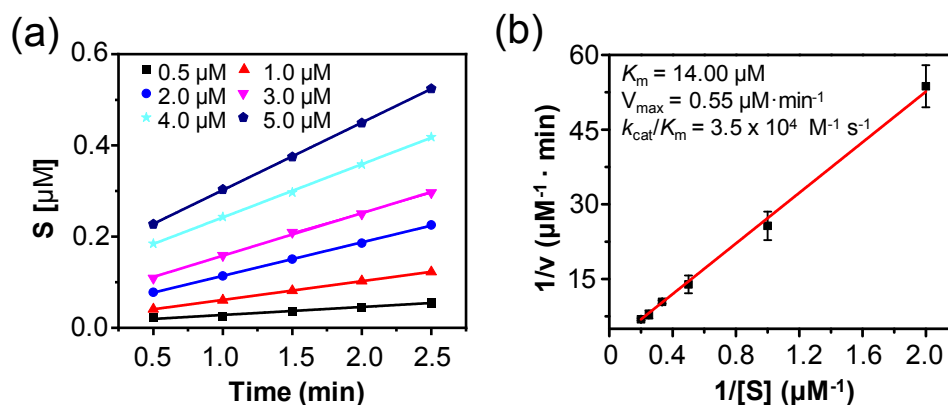 (a)
0.6
0.4
0.2
0.0
S [µM]
0.5 µM 1.0 µM
2.0 µM 3.0 µM
4.0 µM 5.0 µM
0.5 1.0 1.5 2.0 2.5
Time (min)
(b)
60
45
30
15
1/v (µM⁻¹ · min)
Kₘ = 14.00 µM
Vₘₐₓ = 0.55 µM·min⁻¹
k_cat/Kₘ = 3.5 x 10⁴ M⁻¹ s⁻¹
0.4 0.8 1.2 1.6 2.0
1/[S] (µM⁻¹)